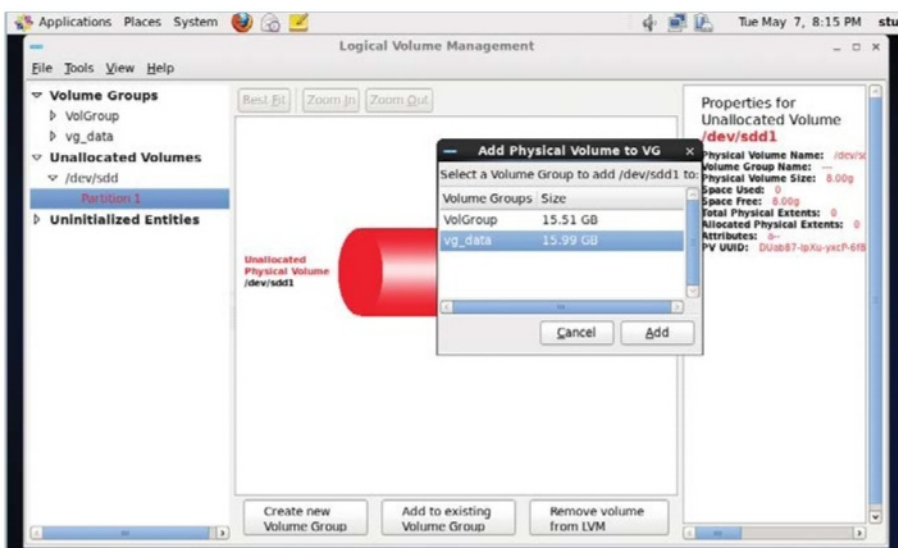 Applications Places System
Tue May 7, 8:15 PM stu
Logical Volume Management
File Tools View Help
Volume Groups
VolGroup
vg_data
Unallocated Volumes
/dev/sdd
Partition 1
Uninitialized Entities
Best Fit Zoom In Zoom Out
Unallocated
Physical Volume
/dev/sdd1
Add Physical Volume to VG
Select a Volume Group to add /dev/sdd1 to:
Volume Groups Size
VolGroup 15.51 GB
vg_data 15.99 GB
Cancel Add
Create new
Volume Group
Add to existing
Volume Group
Remove volume
from LVM
Properties for
Unallocated Volume
/dev/sdd1
Physical Volume Name: /dev/
Volume Group Name: ---
Physical Volume Size: 8.00g
Space Used: 0
Space Free: 8.00g
Total Physical Extents: 0
Allocated Physical Extents: 0
Attributes: a--
PV UUID: